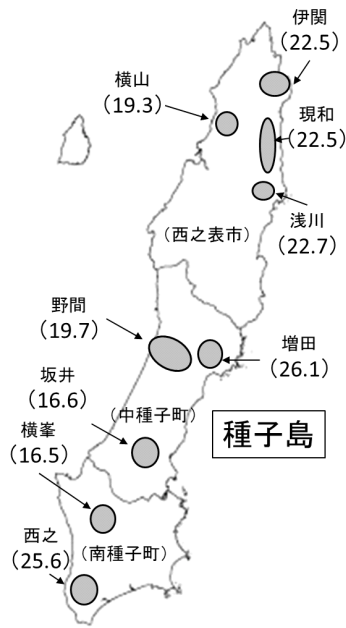 伊関
（22.5）
横山
（19.3）
現和
（22.5）
浅川
（22.7）
（西之表市）
野間
（19.7）
増田
（26.1）
坂井
（16.6）
（中種子町）
種子島
横峯
（16.5）
西之
（25.6）
（南種子町）